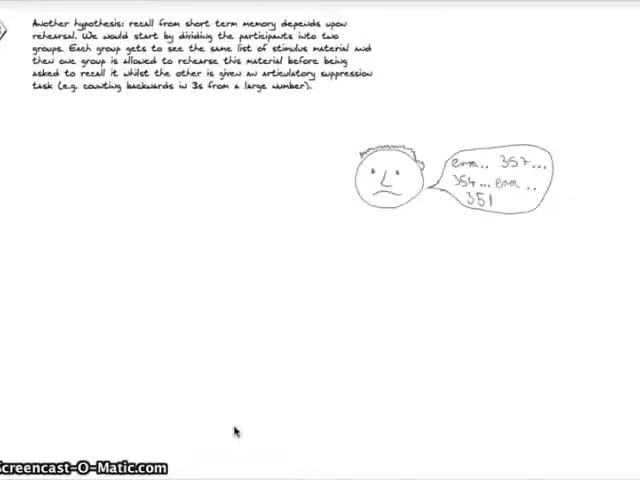 Another hypothesis: recall from short term memory depends upon
rehearsal. We would start by dividing the participants into two
groups. Each group gets to see the same list of stimulus material and
then one group is allowed to rehearse this material before being
asked to recall it whilst the other is given an articulatory suppression
task (e.g. counting backwards in 3s from a large number).
erm.. 357...
354... erm ..
351
Screencast-O-Matic.com